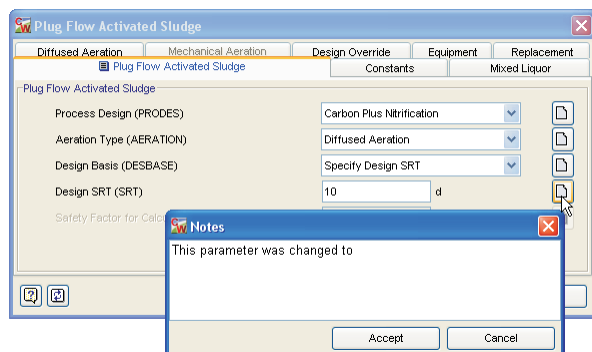 Plug Flow Activated Sludge
Diffused Aeration Mechanical Aeration Design Override Equipment Replacement
Plug Flow Activated Sludge Constants Mixed Liquor
Plug Flow Activated Sludge
Process Design (PRODES) Carbon Plus Nitrification
Aeration Type (AERATION) Diffused Aeration
Design Basis (DESBASE) Specify Design SRT
Design SRT (SRT) 10 d
Safety Factor for
Notes
This parameter was changed to
Accept Cancel